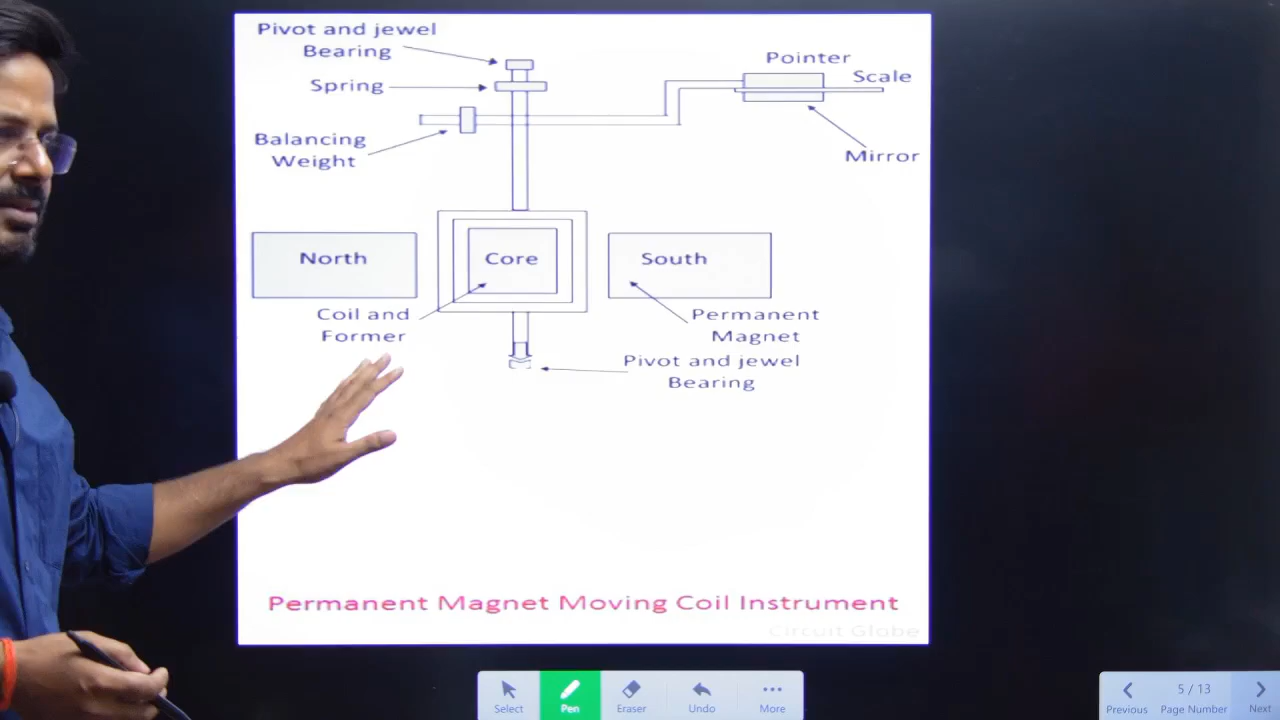 Pivot and jewel
Bearing
Spring
Balancing
Weight
Pointer
Scale
Mirror
North
Core
South
Coil and
Former
Permanent
Magnet
Pivot and jewel
Bearing
Permanent Magnet Moving Coil Instrument
Circuit Globe
Select
Pen
Eraser
Undo
More
Previous
5 / 13
Page Number
Next